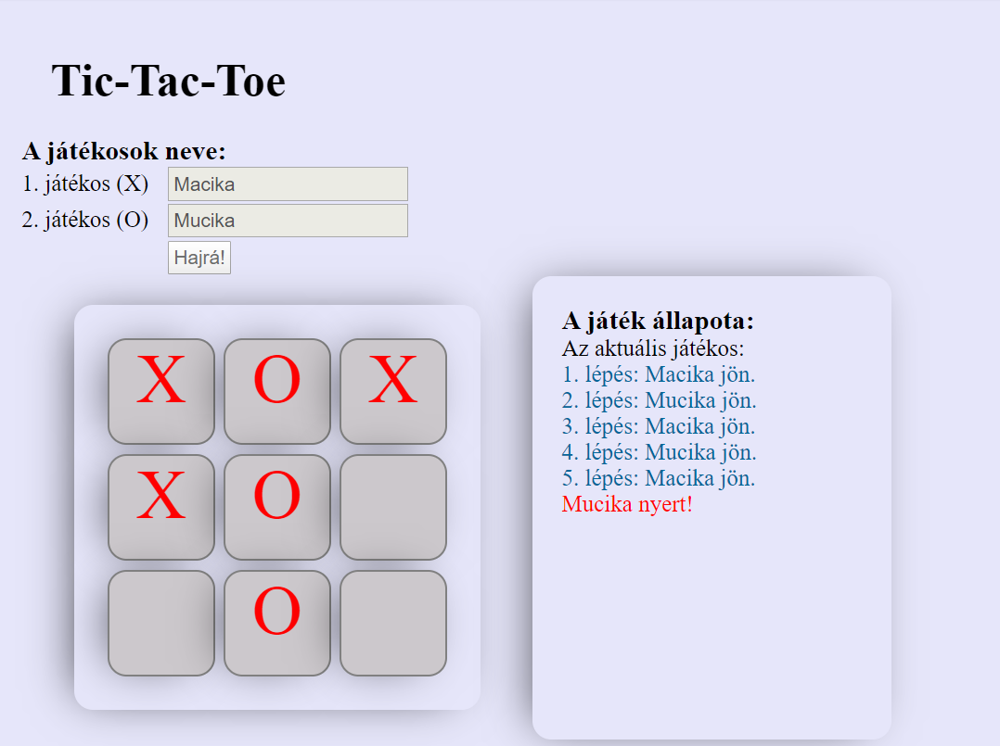 Tic-Tac-Toe
A játékosok neve:
1. játékos (X) Macika
2. játékos (O) Mucika
Hajrá!
X O X
X O
O
A játék állapota:
Az aktuális játékos:
1. lépés: Macika jön.
2. lépés: Mucika jön.
3. lépés: Macika jön.
4. lépés: Mucika jön.
5. lépés: Macika jön.
Mucika nyert!